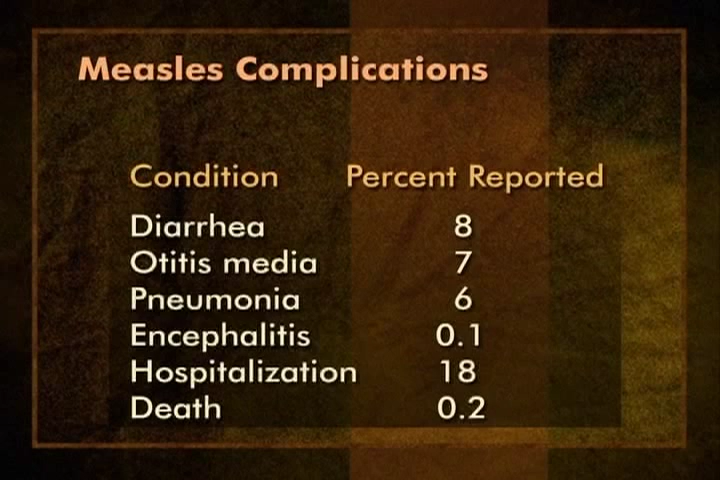 Measles Complications
Condition Percent Reported
Diarrhea 8
Otitis media 7
Pneumonia 6
Encephalitis 0.1
Hospitalization 18
Death 0.2